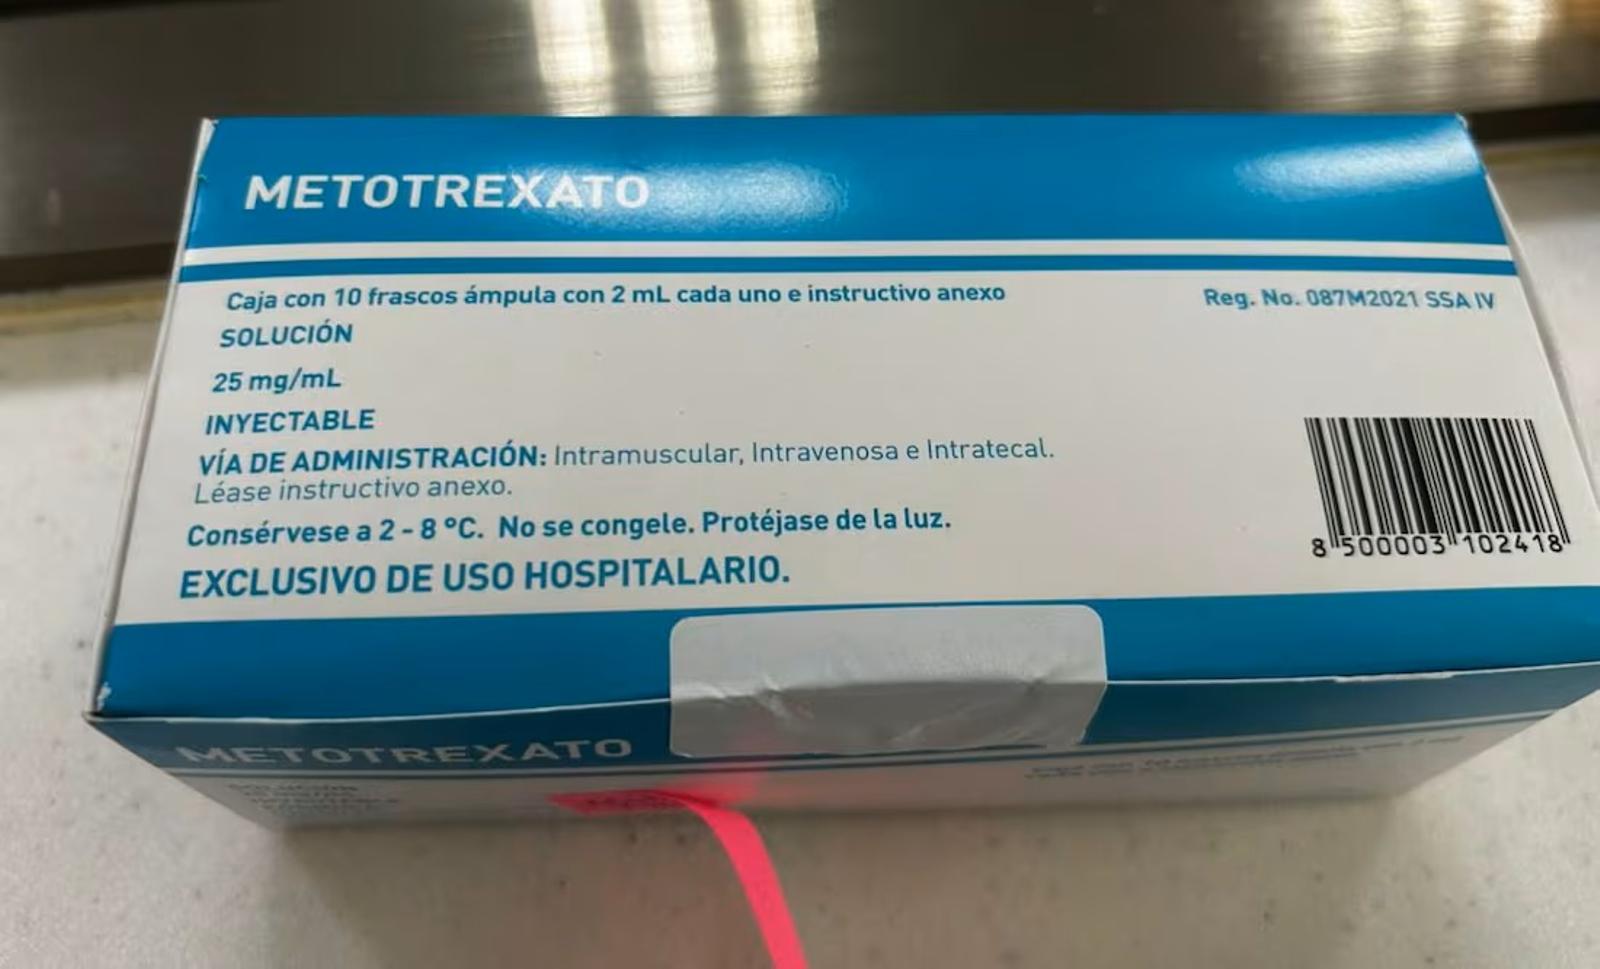 METOTREXATO
Caja con 10 frascos ámpula con 2 mL cada uno e instructivo anexo
Reg. No. 087M2021 SSA IV
SOLUCIÓN
25 mg/mL
INYECTABLE
VÍA DE ADMINISTRACIÓN: Intramuscular, Intravenosa e Intratecal.
Léase instructivo anexo.
Consérvese a 2 - 8 °C. No se congele. Protéjase de la luz.
EXCLUSIVO DE USO HOSPITALARIO.
8 500003 102418
METOTREXATO